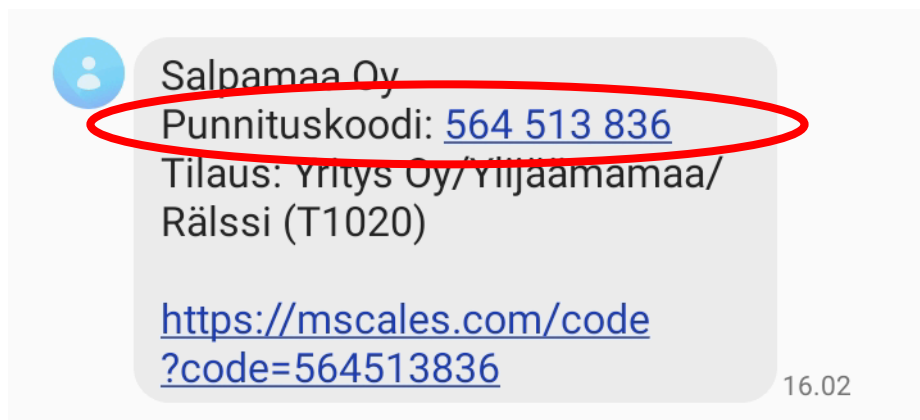 Salpamaa Oy
Punnituskoodi: 564 513 836
Tilaus: Yritys Oy/Ylijäämamaa/
Rälssi (T1020)
https://mscales.com/code
?code=564513836
16.02